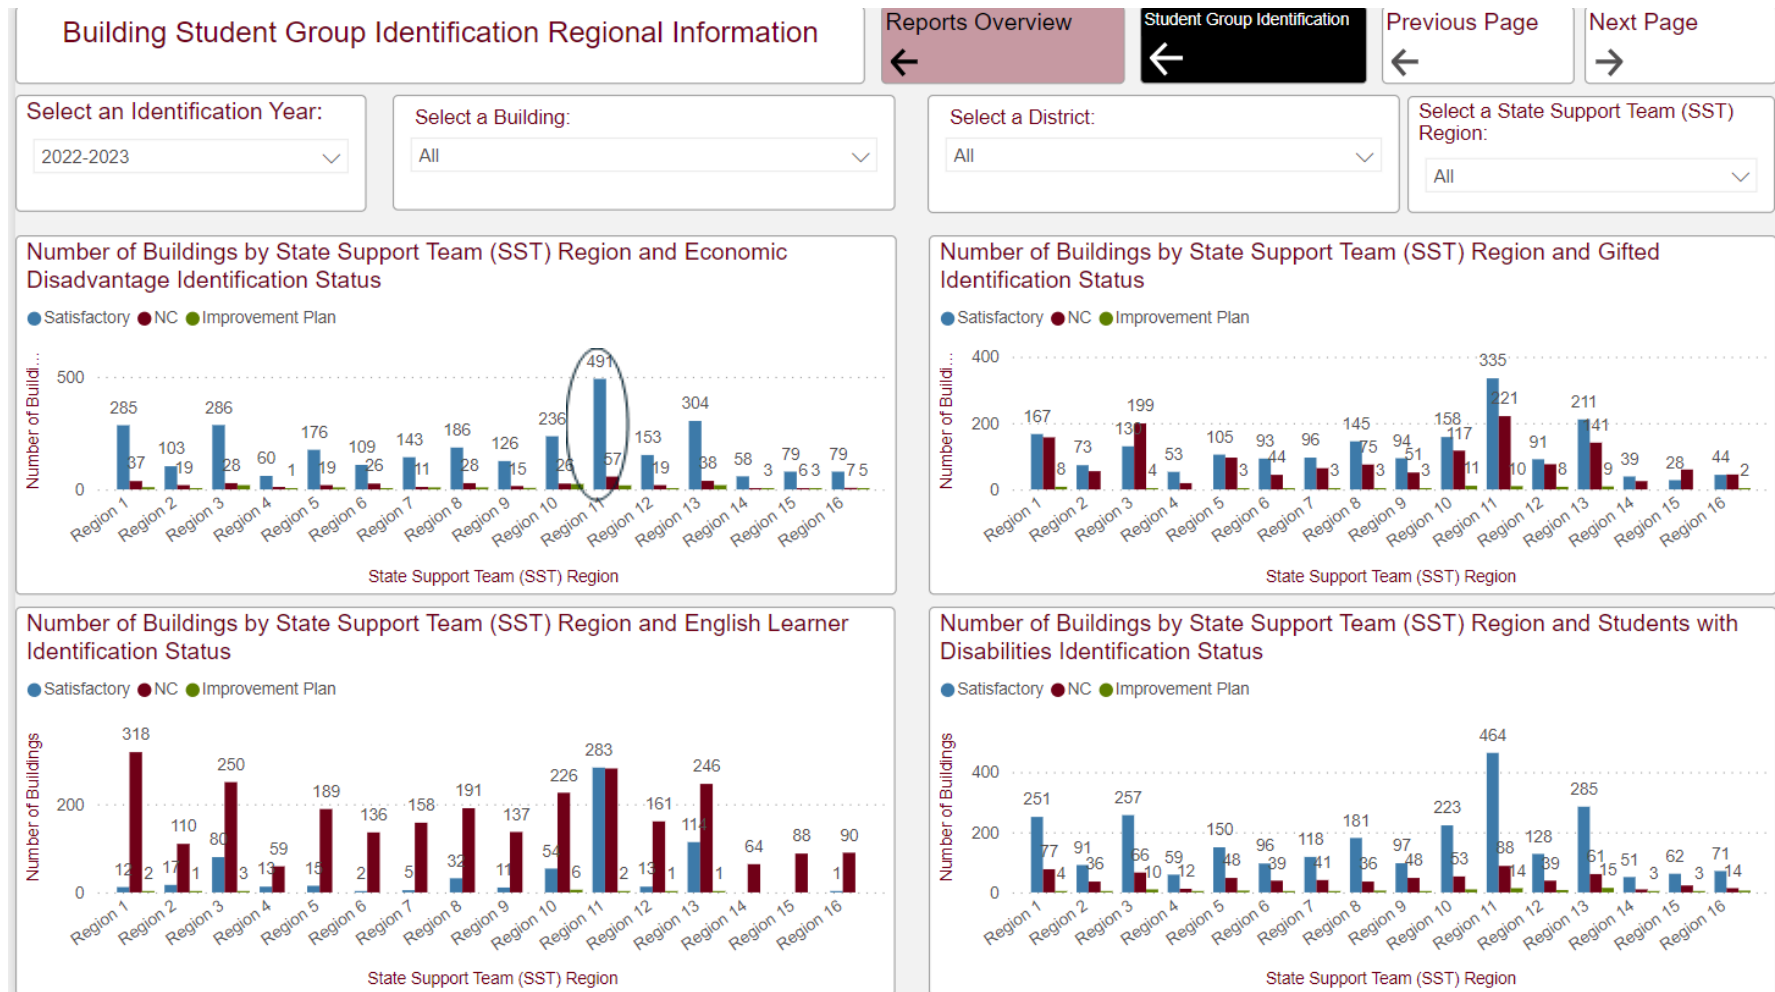 Building Student Group Identification Regional Information
Reports Overview
Student Group Identification
Previous Page
Next Page
Select an Identification Year:
2022-2023
Select a Building:
All
Select a District:
All
Select a State Support Team (SST)
Region:
All
Number of Buildings by State Support Team (SST) Region and Economic
Disadvantage Identification Status
Satisfactory NC Improvement Plan
Number of Buildi...
500
0
285 37
103 19
286 28
60 1
176 19
109 26
143 11
186 28
126 15
236 26
491 57
153 19
304 38
58 3
79 6 3
79 7 5
Region 1 Region 2 Region 3 Region 4 Region 5 Region 6 Region 7 Region 8 Region 9 Region 10 Region 11 Region 12 Region 13 Region 14 Region 15 Region 16
State Support Team (SST) Region
Number of Buildings by State Support Team (SST) Region and Gifted
Identification Status
Satisfactory NC Improvement Plan
Number of Buildi...
400
200
0
167 8
73
130 199 4
53
105 3
93 44
96 3
145 75 3
94 51 3
158 117 11
335 221 10
91 8
211 141 9
39
28
44 2
Region 1 Region 2 Region 3 Region 4 Region 5 Region 6 Region 7 Region 8 Region 9 Region 10 Region 11 Region 12 Region 13 Region 14 Region 15 Region 16
State Support Team (SST) Region
Number of Buildings by State Support Team (SST) Region and English Learner
Identification Status
Satisfactory NC Improvement Plan
Number of Buildings
200
0
12 318 2
17 110 1
80 250 3
13 59
15 189
2 136
5 158
32 191
11 137
54 226 6
283 2
13 161 1
114 246 1
64
88
1 90
Region 1 Region 2 Region 3 Region 4 Region 5 Region 6 Region 7 Region 8 Region 9 Region 10 Region 11 Region 12 Region 13 Region 14 Region 15 Region 16
State Support Team (SST) Region
Number of Buildings by State Support Team (SST) Region and Students with
Disabilities Identification Status
Satisfactory NC Improvement Plan
Number of Buildings
400
200
0
251 77 4
91 36
257 66 10
59 12
150 48
96 39
118 41
181 36
97 48
223 53
464 88 14
128 39
285 61 15
51 3
62 3
71 14
Region 1 Region 2 Region 3 Region 4 Region 5 Region 6 Region 7 Region 8 Region 9 Region 10 Region 11 Region 12 Region 13 Region 14 Region 15 Region 16
State Support Team (SST) Region